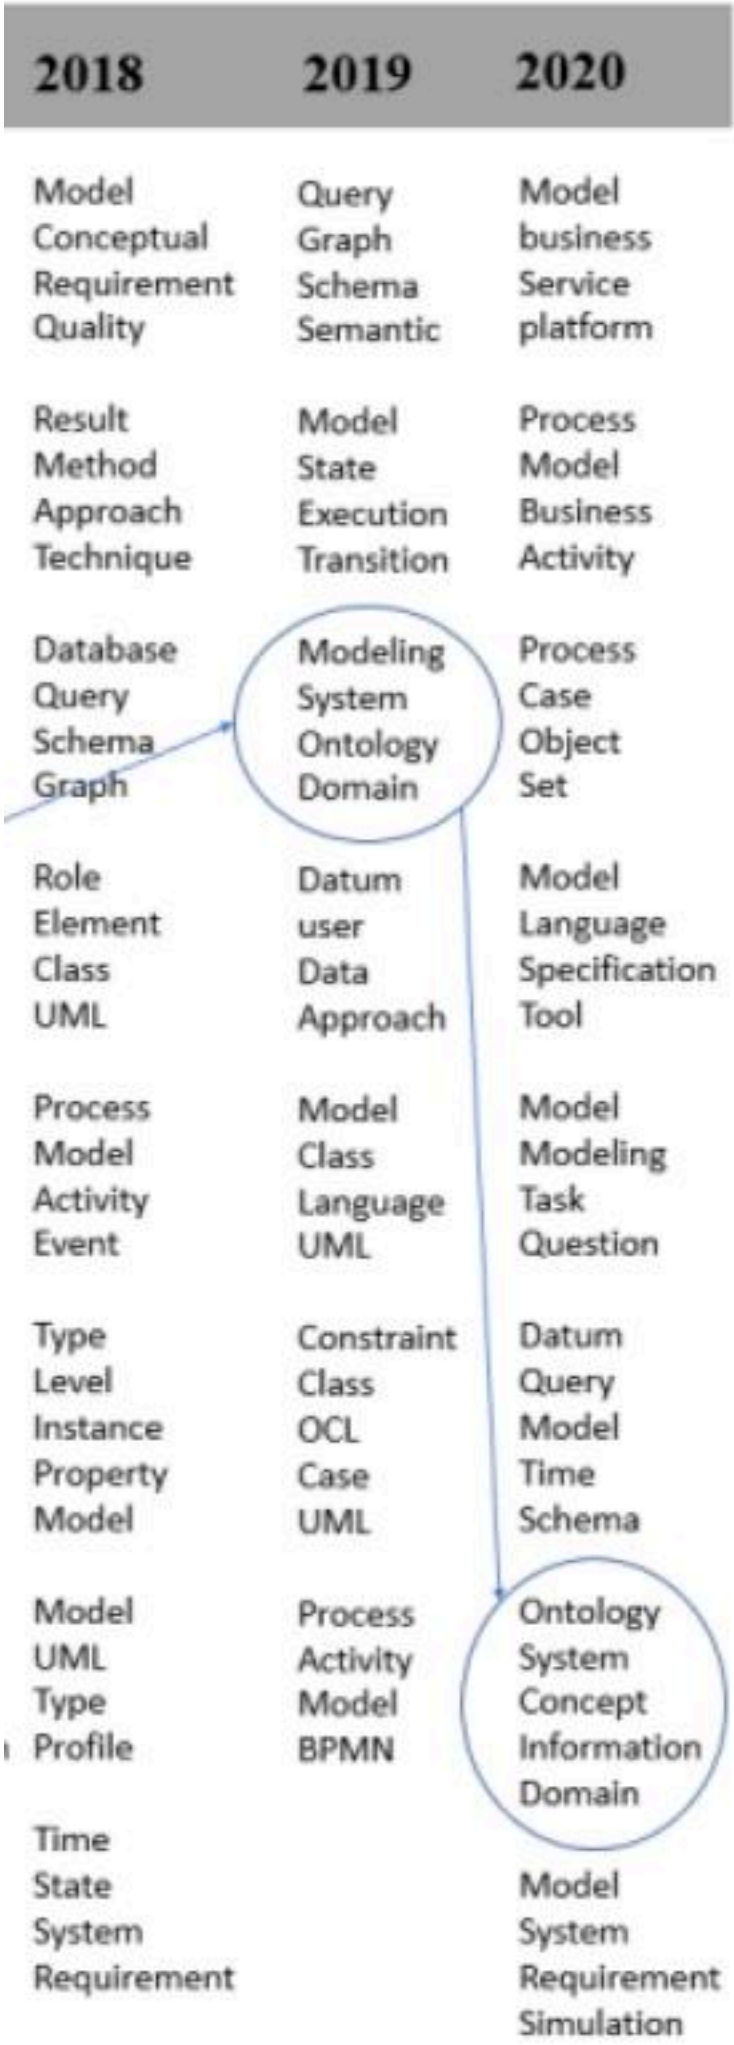 2018 2019 2020
Model Query Model
Conceptual Graph business
Requirement Schema Service
Quality Semantic platform
Result Model Process
Method State Model
Approach Execution Business
Technique Transition Activity
Database Modeling Process
Query System Case
Schema Ontology Object
Graph Domain Set
Role Datum Model
Element user Language
Class Data Specification
UML Approach Tool
Process Model Model
Model Class Modeling
Activity Language Task
Event UML Question
Type Constraint Datum
Level Class Query
Instance OCL Model
Property Case Time
Model UML Schema
Model Process Ontology
UML Activity System
Type Model Concept
Profile BPMN Information
Domain
Time
State Model
System System
Requirement Requirement
Simulation